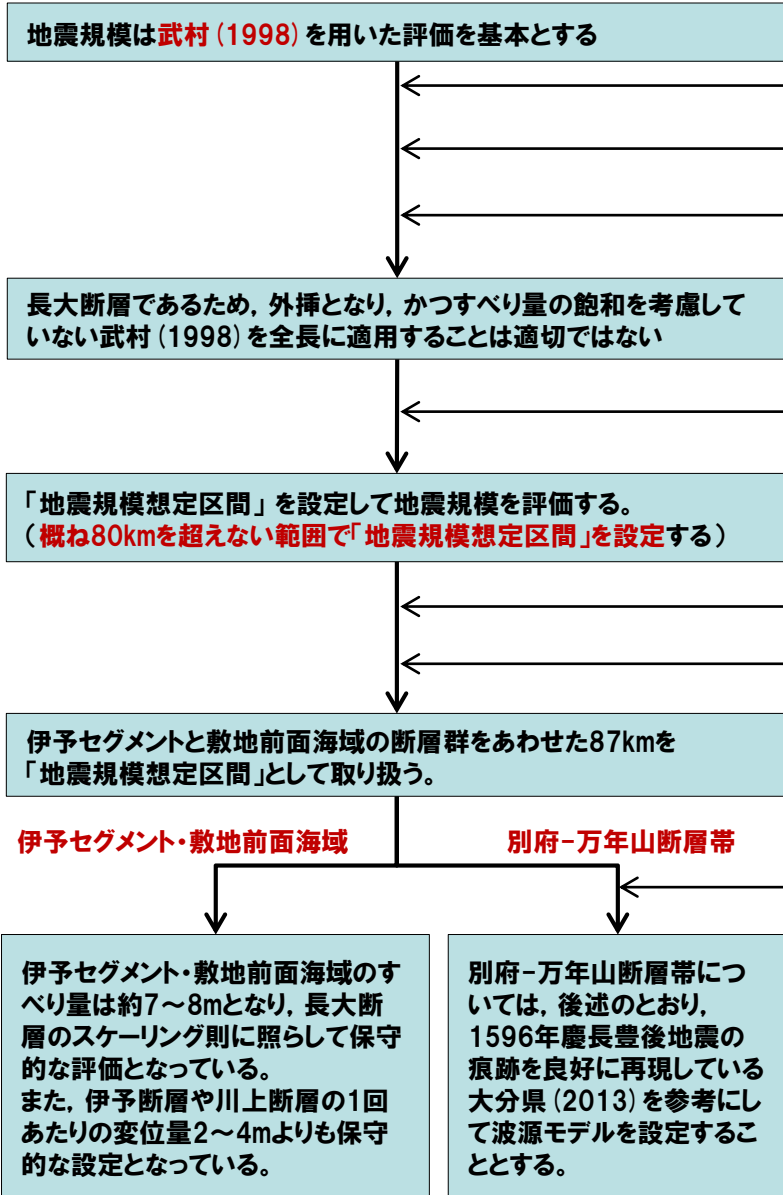 地震規模は武村(1998)を用いた評価を基本とする
長大断層であるため,外挿となり,かつすべり量の飽和を考慮して
いない武村(1998)を全長に適用することは適切ではない
「地震規模想定区間」を設定して地震規模を評価する。
(概ね80kmを超えない範囲で「地震規模想定区間」を設定する)
伊予セグメントと敷地前面海域の断層群をあわせた87kmを
「地震規模想定区間」として取り扱う。
伊予セグメント・敷地前面海域
別府-万年山断層帯
伊予セグメント・敷地前面海域のす
べり量は約7~8mとなり,長大断
層のスケーリング則に照らして保守
的な評価となっている。
また,伊予断層や川上断層の1回
あたりの変位量2~4mよりも保守
的な設定となっている。
別府-万年山断層帯につ
いては,後述のとおり,
1596年慶長豊後地震の
痕跡を良好に再現している
大分県(2013)を参考にし
て波源モデルを設定するこ
ととする。